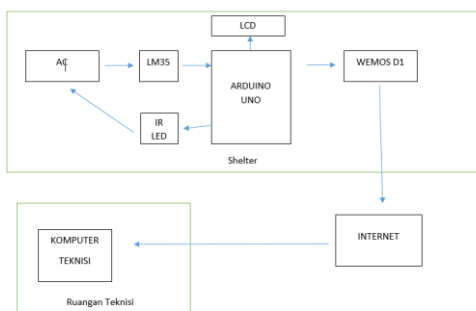 LCD
AC
LM35
ARDUINO
UNO
WEMOS D1
IR
LED
Shelter
KOMPUTER
TEKNISI
INTERNET
Ruangan Teknisi